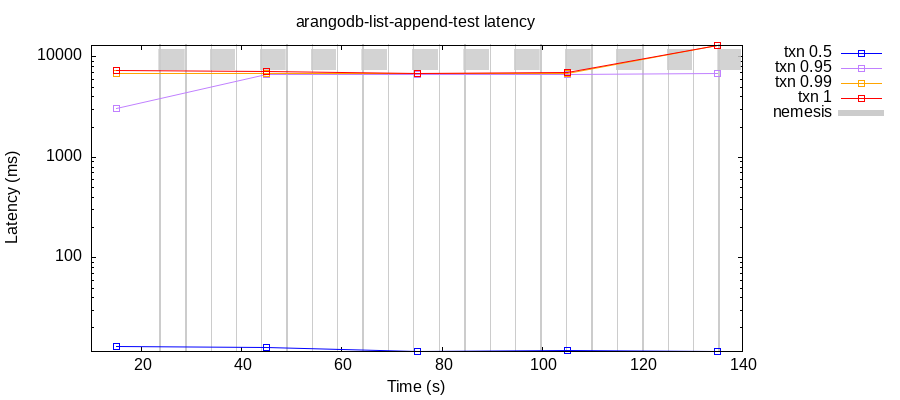 arangodb-list-append-test latency
10000
1000
100
Latency (ms)
20 40 60 80 100 120 140
Time (s)
txn 0.5
txn 0.95
txn 0.99
txn 1
nemesis